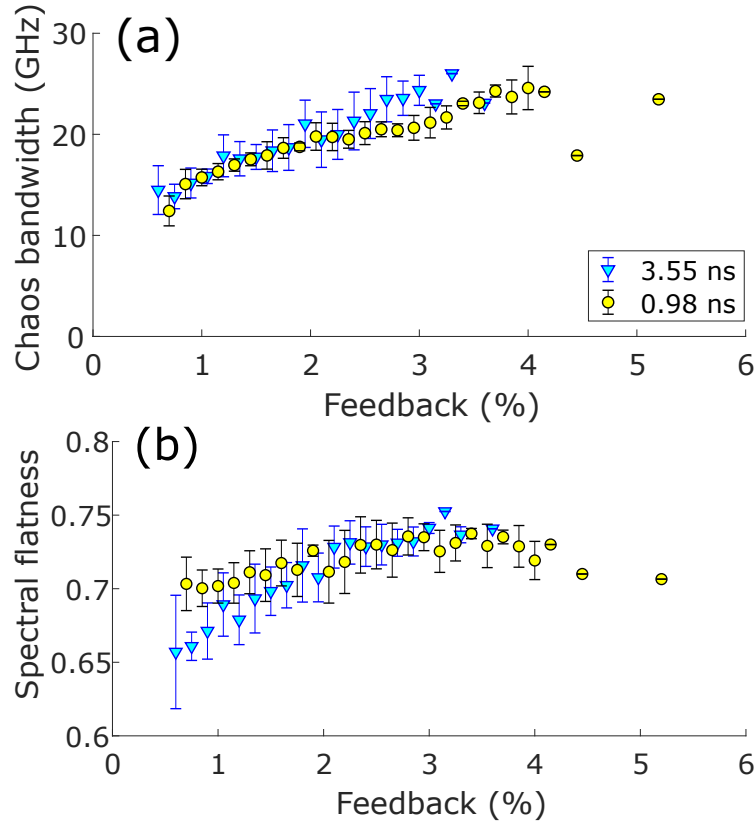 (a)
Chaos bandwidth (GHz)
30
20
10
0
3.55 ns
0.98 ns
0 1 2 3 4 5 6
Feedback (%)
(b)
Spectral flatness
0.8
0.75
0.7
0.65
0.6
0 1 2 3 4 5 6
Feedback (%)